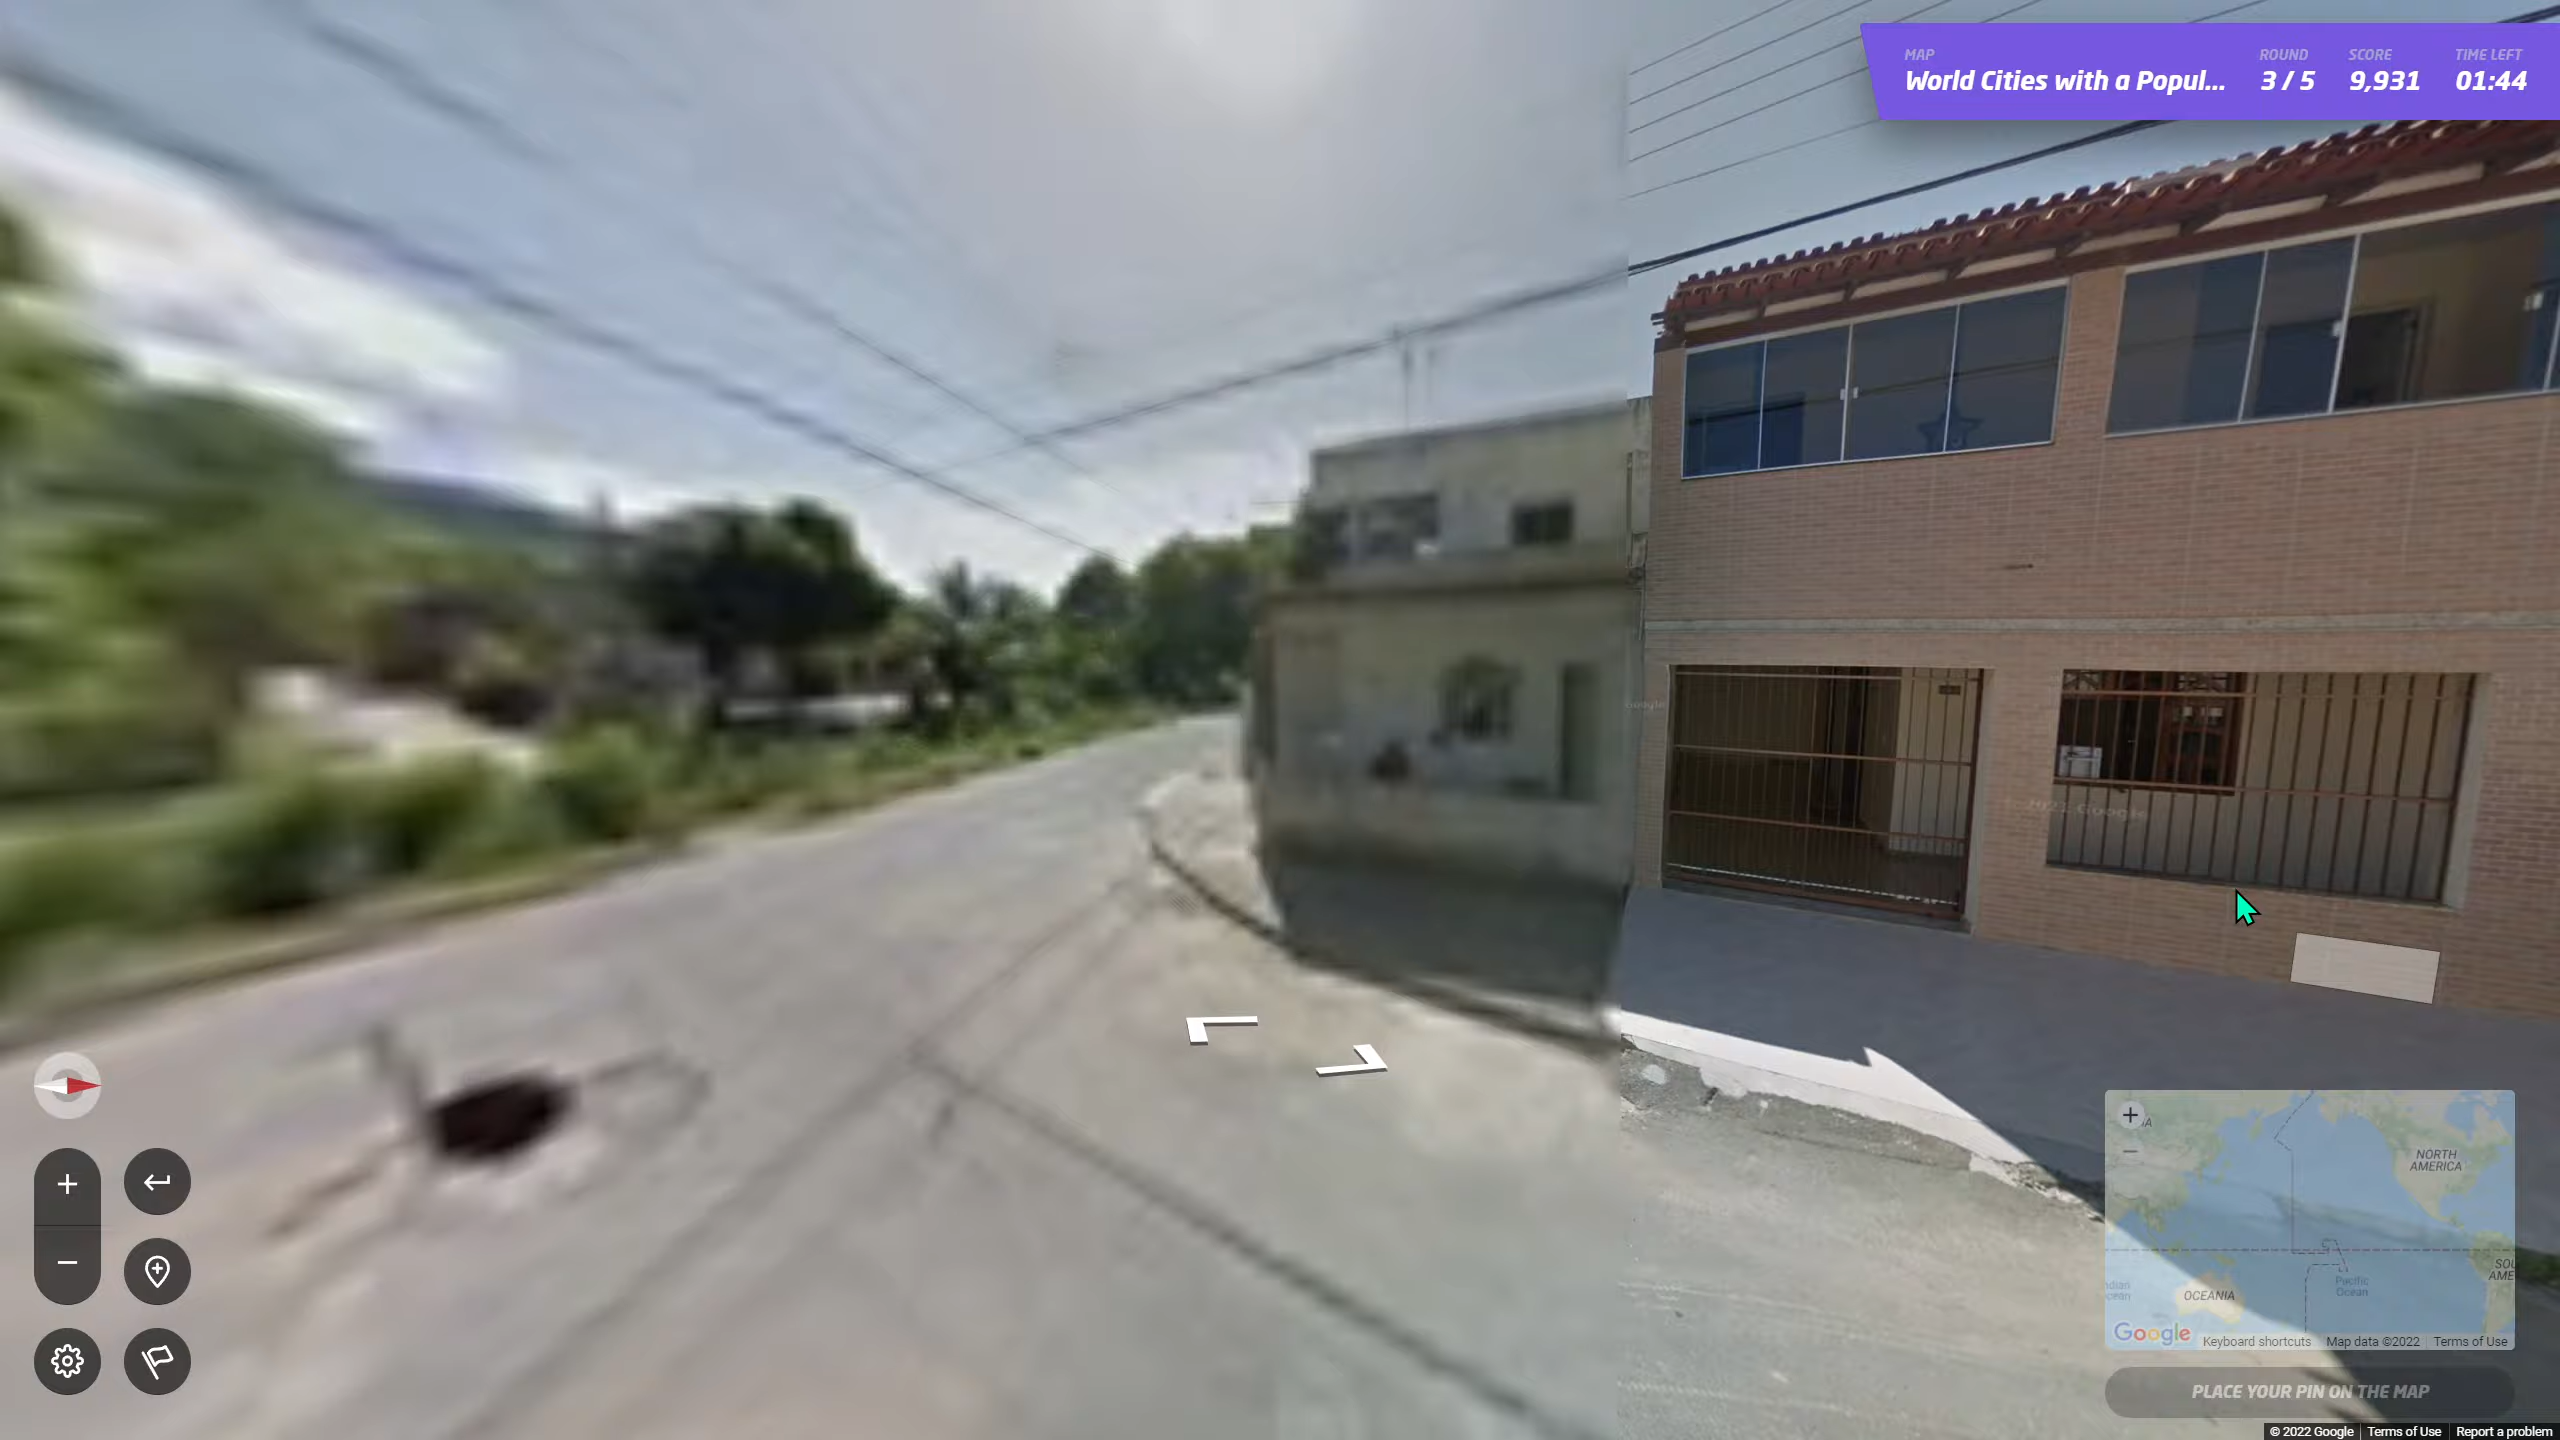 MAP
World Cities with a Popul...
ROUND
3 / 5
SCORE
9,931
TIME LEFT
01:44
Google
NORTH
AMERICA
OCEANIA
Pacific
Ocean
Google
Keyboard shortcuts
Map data ©2022
Terms of Use
PLACE YOUR PIN ON THE MAP
© 2022 Google
Terms of Use
Report a problem